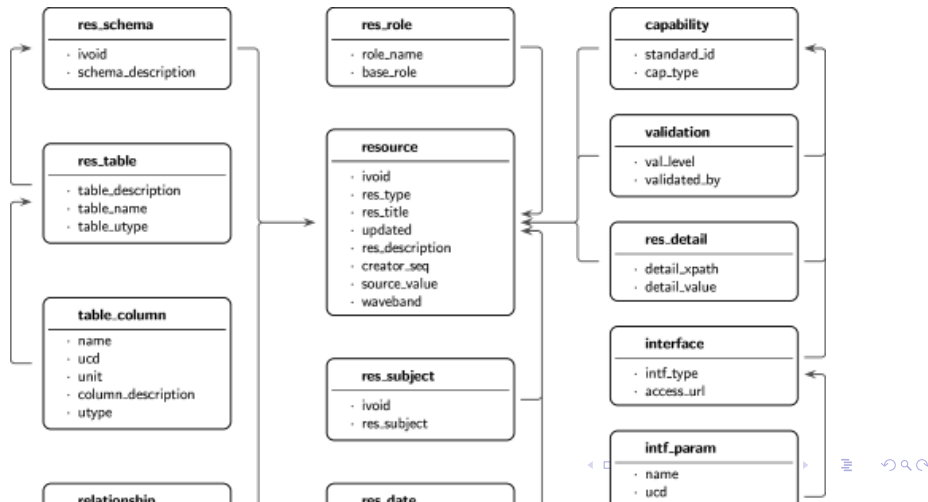 res_schema
· ivoid
· schema_description
res_table
· table_description
· table_name
· table_utype
table_column
· name
· ucd
· unit
· column_description
· utype
relationship
res_role
· role_name
· base_role
resource
· ivoid
· res_type
· res_title
· updated
· res_description
· creator_seq
· source_value
· waveband
res_subject
· ivoid
· res_subject
res_date
capability
· standard_id
· cap_type
validation
· val_level
· validated_by
res_detail
· detail_xpath
· detail_value
interface
· intf_type
· access_url
intf_param
· name
· ucd